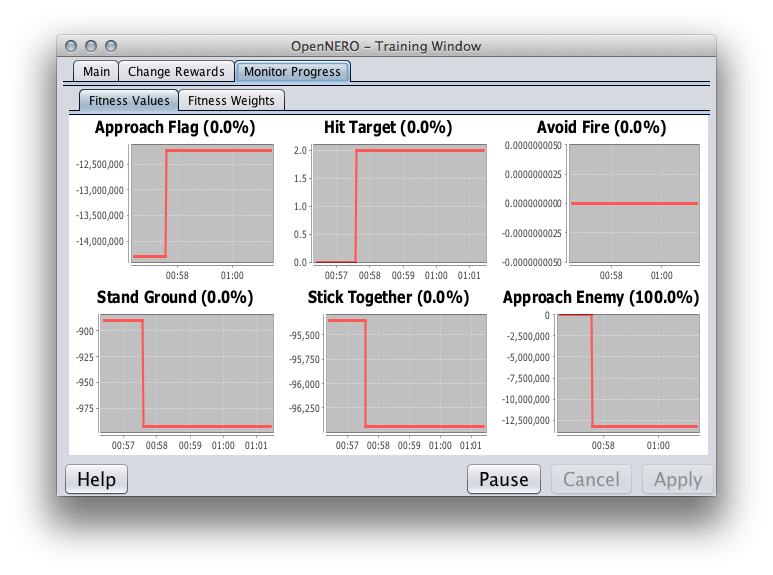 OpenNERO – Training Window
Main Change Rewards Monitor Progress
Fitness Values Fitness Weights
Approach Flag (0.0%)
-12,500,000
-13,000,000
-13,500,000
-14,000,000
00:58 01:00
Hit Target (0.0%)
2.0
1.5
1.0
0.5
0.0
00:57 00:58 00:59 01:00 01:01
Avoid Fire (0.0%)
0.0000000050
0.0000000025
0.0000000000
-0.0000000025
-0.0000000050
00:58 01:00
Stand Ground (0.0%)
-900
-925
-950
-975
00:57 00:58 00:59 01:00 01:01
Stick Together (0.0%)
-95,500
-95,750
-96,000
-96,250
00:57 00:58 00:59 01:00 01:01
Approach Enemy (100.0%)
0
-2,500,000
-5,000,000
-7,500,000
-10,000,000
-12,500,000
00:58 01:00
Help Pause Cancel Apply